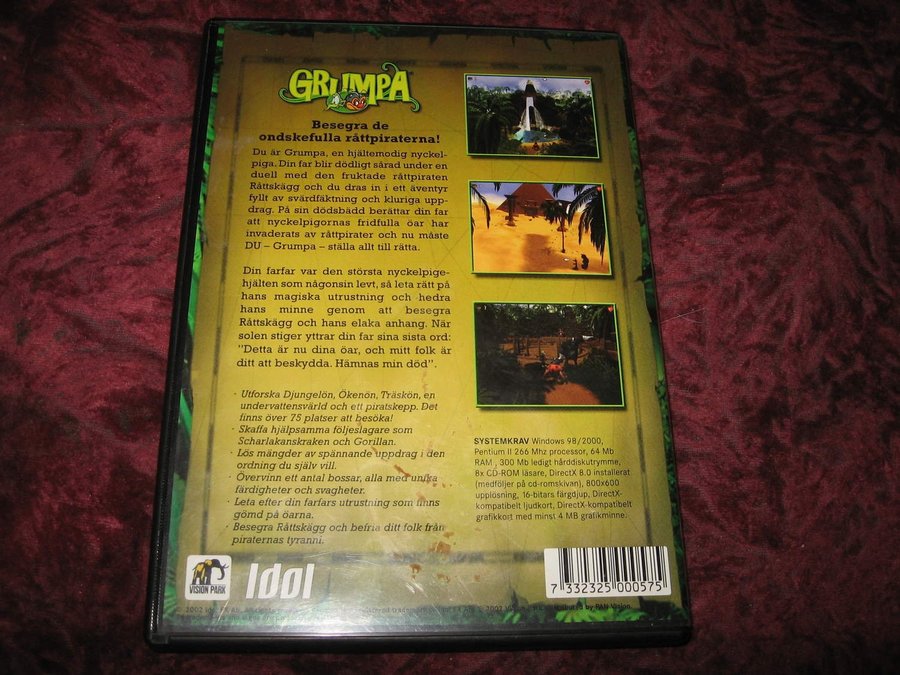 GRUMPA
Besegra de
ondskefulla råttpiraterna!
Du är Grumpa, en hjältemodig nyckel-
piga. Din far blir dödligt sårad under en
duell med den fruktade råttpiraten
Råttskägg och du dras in i ett äventyr
fyllt av svärdfäktning och kluriga upp-
drag. På sin dödsbädd berättar din far
att nyckelpigornas fridfulla öar har
invaderats av råttpirater och nu måste
DU – Grumpa – ställa allt till rätta.
Din farfar var den största nyckelpige-
hjälten som någonsin levt, så leta rätt på
hans magiska utrustning och hedra
hans minne genom att besegra
Råttskägg och hans elaka anhang. När
solen stiger yttrar din far sina sista ord:
"Detta är nu dina öar, och mitt folk är
ditt att beskydda. Hämnas min död".
· Utforska Djungelön, Ökenön, Träskön, en
undervattensvärld och ett piratskepp. Det
finns över 75 platser att besöka!
· Skaffa hjälpsamma följeslagare som
Scharlakanskraken och Gorillan.
· Lös mängder av spännande uppdrag i den
ordning du själv vill.
· Övervinn ett antal bossar, alla med unika
färdigheter och svagheter.
· Leta efter din farfars utrustning som finns
gömd på öarna.
· Besegra Råttskägg och befria ditt folk från
piraternas tyranni.
SYSTEMKRAV Windows 98/2000,
Pentium II 266 Mhz processor, 64 Mb
RAM, 300 Mb ledigt hårddiskutrymme,
8x CD-ROM läsare, DirectX 8.0 installerat
(medföljer på cd-romskivan), 800x600
upplösning, 16-bitars färgdjup, DirectX-
kompatibelt ljudkort, DirectX-kompatibelt
grafikkort med minst 4 MB grafikminne.
VISION PARK
Idol
7 332325 000575
© 2002